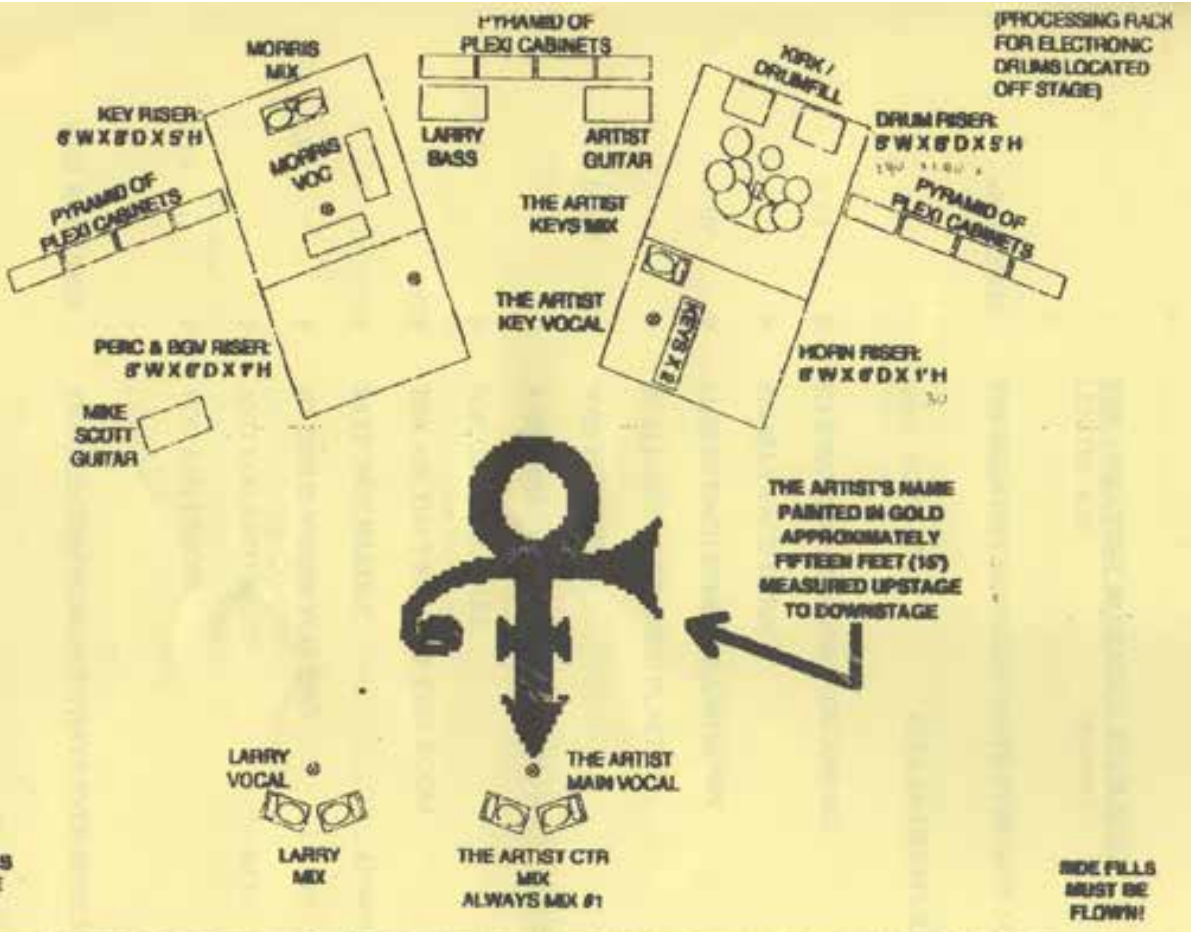 PYRAMID OF
PLEXI CABINETS
(PROCESSING RACK
FOR ELECTRONIC
DRUMS LOCATED
OFF STAGE)
MORRIS
MIX
KIRK /
DRUMFILL
KEY RISER:
8' W X 8' D X 5' H
LARRY
BASS
ARTIST
GUITAR
DRUM RISER:
8' W X 8' D X 5' H
MORRIS
VOC
PYRAMID OF
PLEXI CABINETS
THE ARTIST
KEYS MIX
PYRAMID OF
PLEXI CABINETS
THE ARTIST
KEY VOCAL
KEYS X 2
PERC & BGV RISER:
8' W X 6' D X 1' H
HORN RISER:
8' W X 6' D X 1' H
MIKE
SCOTT
GUITAR
THE ARTIST'S NAME
PAINTED IN GOLD
APPROXIMATELY
FIFTEEN FEET (15')
MEASURED UPSTAGE
TO DOWNSTAGE
LARRY
VOCAL
THE ARTIST
MAIN VOCAL
LARRY
MIX
THE ARTIST CTR
MIX
ALWAYS MIX #1
SIDE FILLS
MUST BE
FLOWN!